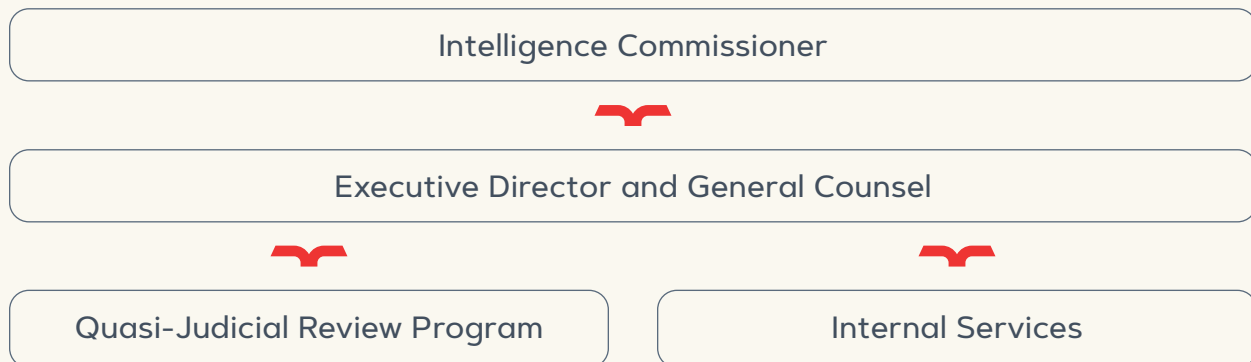 Intelligence Commissioner
Executive Director and General Counsel
Quasi-Judicial Review Program
Internal Services